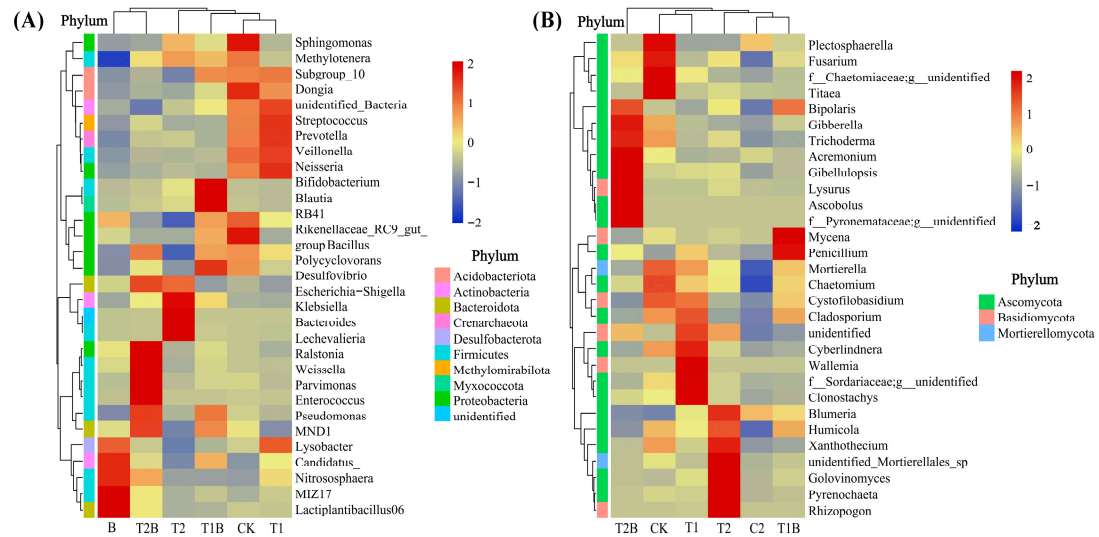 (A)
Phylum
Sphingomonas
Methylotenera
Subgroup_10
Dongia
unidentified_Bacteria
Streptococcus
Prevotella
Veillonella
Neisseria
Bifidobacterium
Blautia
RB41
Rikenellaceae_RC9_gut_
groupBacillus
Polycyclovorans
Desulfovibrio
Escherichia-Shigella
Klebsiella
Bacteroides
Lechevalieria
Ralstonia
Weissella
Parvimonas
Enterococcus
Pseudomonas
MND1
Lysobacter
Candidatus_
Nitrososphaera
MIZ17
Lactiplantibacillus06
B T2B T2 T1B CK T1
2
1
0
−1
−2
Phylum
Acidobacteriota
Actinobacteria
Bacteroidota
Crenarchaeota
Desulfobacterota
Firmicutes
Methylomirabilota
Myxococcota
Proteobacteria
unidentified
(B)
Phylum
Plectosphaerella
Fusarium
f__Chaetomiaceae;g__unidentified
Titaea
Bipolaris
Gibberella
Trichoderma
Acremonium
Gibellulopsis
Lysurus
Ascobolus
f__Pyronemataceae;g__unidentified
Mycena
Penicillium
Mortierella
Chaetomium
Cystofilobasidium
Cladosporium
unidentified
Cyberlindnera
Wallemia
f__Sordariaceae;g__unidentified
Clonostachys
Blumeria
Humicola
Xanthothecium
unidentified_Mortierellales_sp
Golovinomyces
Pyrenochaeta
Rhizopogon
T2B CK T1 T2 C2 T1B
2
1
0
−1
2
Phylum
Ascomycota
Basidiomycota
Mortierellomycota